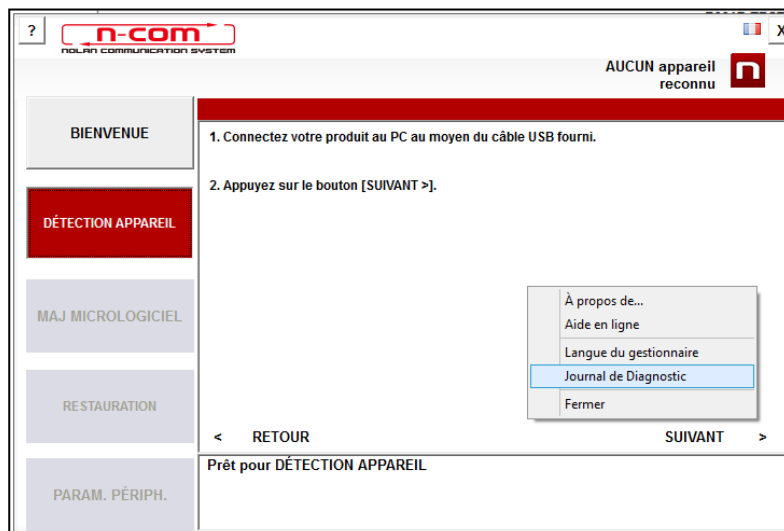 ?
n-com
NOLAN COMMUNICATION SYSTEM
X
AUCUN appareil
reconnu
n
BIENVENUE
DÉTECTION APPAREIL
MAJ MICROLOGICIEL
RESTAURATION
PARAM. PÉRIPH.
1. Connectez votre produit au PC au moyen du câble USB fourni.
2. Appuyez sur le bouton [SUIVANT >].
À propos de...
Aide en ligne
Langue du gestionnaire
Journal de Diagnostic
Fermer
< RETOUR
SUIVANT >
Prêt pour DÉTECTION APPAREIL